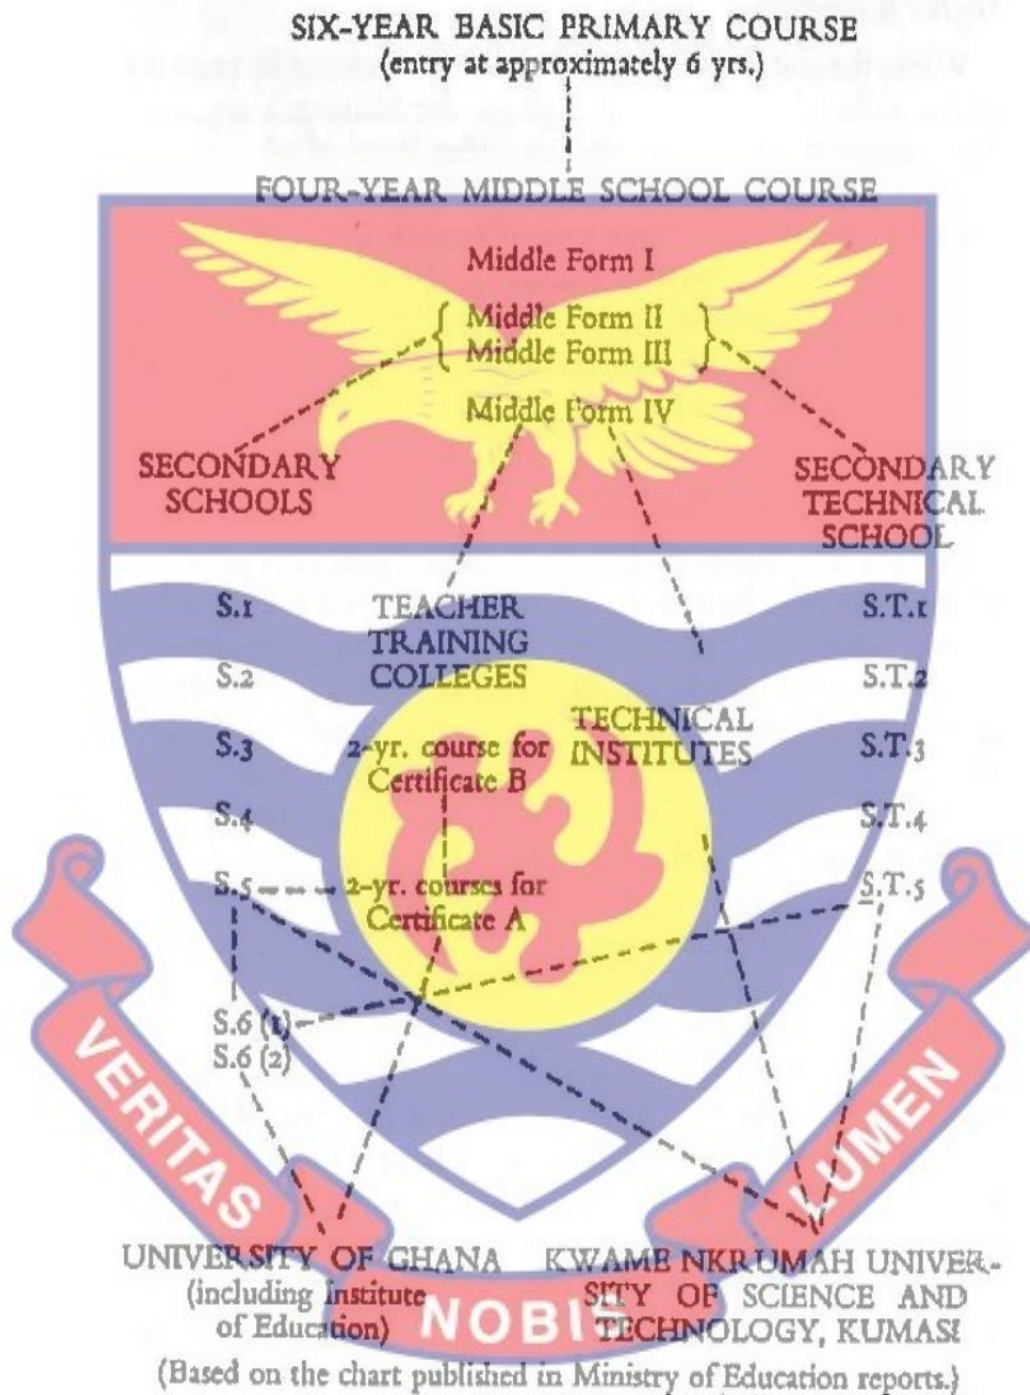 SIX-YEAR BASIC PRIMARY COURSE
(entry at approximately 6 yrs.)
FOUR-YEAR MIDDLE SCHOOL COURSE
Middle Form I
Middle Form II
Middle Form III
Middle Form IV
SECONDARY
SCHOOLS
SECONDARY
TECHNICAL
SCHOOL
S.1
TEACHER
TRAINING
COLLEGES
S.T.1
S.2
S.T.2
TECHNICAL
INSTITUTES
S.3
2-yr. course for
Certificate B
S.T.3
S.4
S.T.4
S.5
2-yr. courses for
Certificate A
S.T.5
S.6 (1)
S.6 (2)
VERITAS
LUMEN
UNIVERSITY OF GHANA
(including Institute
of Education)
KWAME NKRUMAH UNIVER-
SITY OF SCIENCE AND
TECHNOLOGY, KUMASI
NOBIS
(Based on the chart published in Ministry of Education reports.)